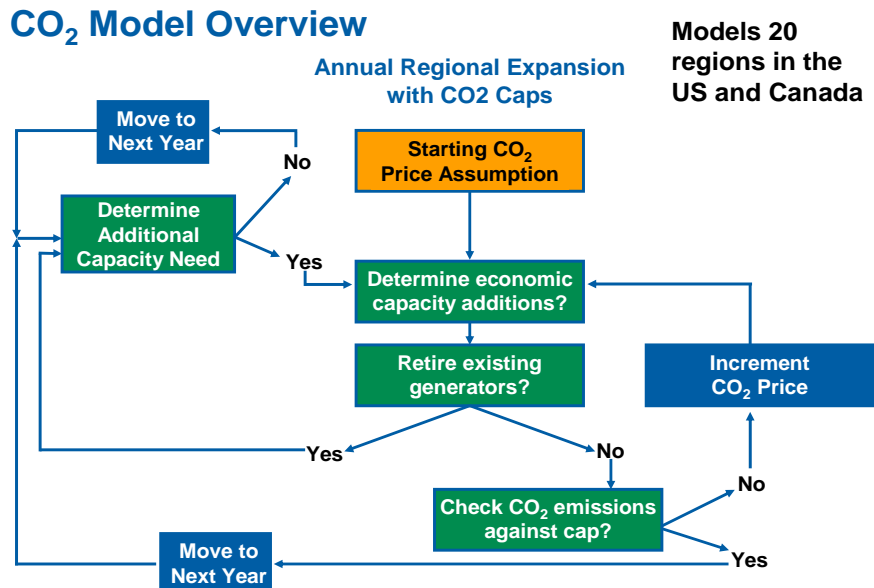 CO₂ Model Overview
Models 20
regions in the
US and Canada
Annual Regional Expansion
with CO2 Caps
Move to
Next Year
No
Starting CO₂
Price Assumption
Determine
Additional
Capacity Need
Yes
Determine economic
capacity additions?
Retire existing
generators?
Increment
CO₂ Price
Yes
No
No
Check CO₂ emissions
against cap?
Yes
Move to
Next Year